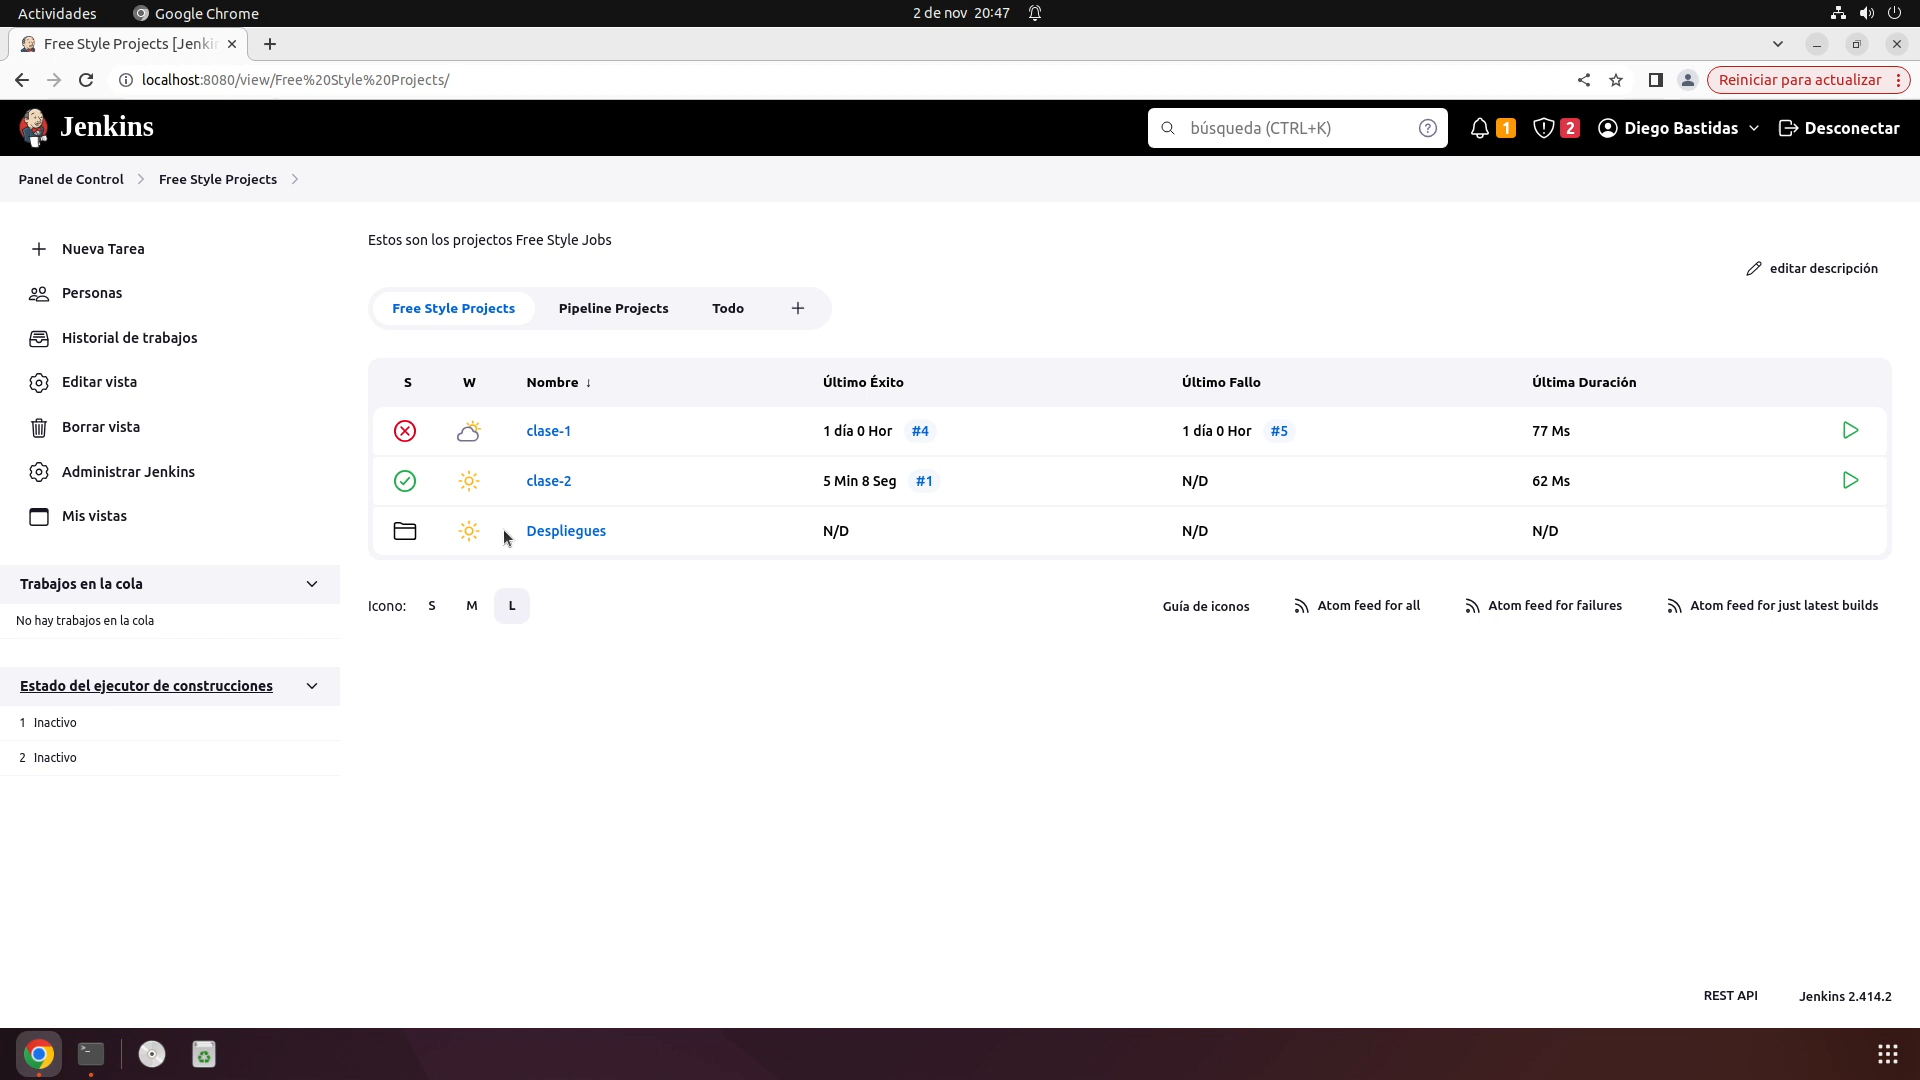 Actividades
Google Chrome
2 de nov 20:47
Free Style Projects [Jenkin
localhost:8080/view/Free%20Style%20Projects/
Reiniciar para actualizar
Jenkins
búsqueda (CTRL+K)
1
2
Diego Bastidas
Desconectar
Panel de Control
Free Style Projects
Nueva Tarea
Personas
Historial de trabajos
Editar vista
Borrar vista
Administrar Jenkins
Mis vistas
Trabajos en la cola
No hay trabajos en la cola
Estado del ejecutor de construcciones
1 Inactivo
2 Inactivo
Estos son los projectos Free Style Jobs
editar descripción
Free Style Projects Pipeline Projects Todo +
S W Nombre ↓ Último Éxito Último Fallo Última Duración
clase-1 1 día 0 Hor #4 1 día 0 Hor #5 77 Ms
clase-2 5 Min 8 Seg #1 N/D 62 Ms
Despliegues N/D N/D N/D
Icono: S M L
Guía de iconos Atom feed for all Atom feed for failures Atom feed for just latest builds
REST API Jenkins 2.414.2